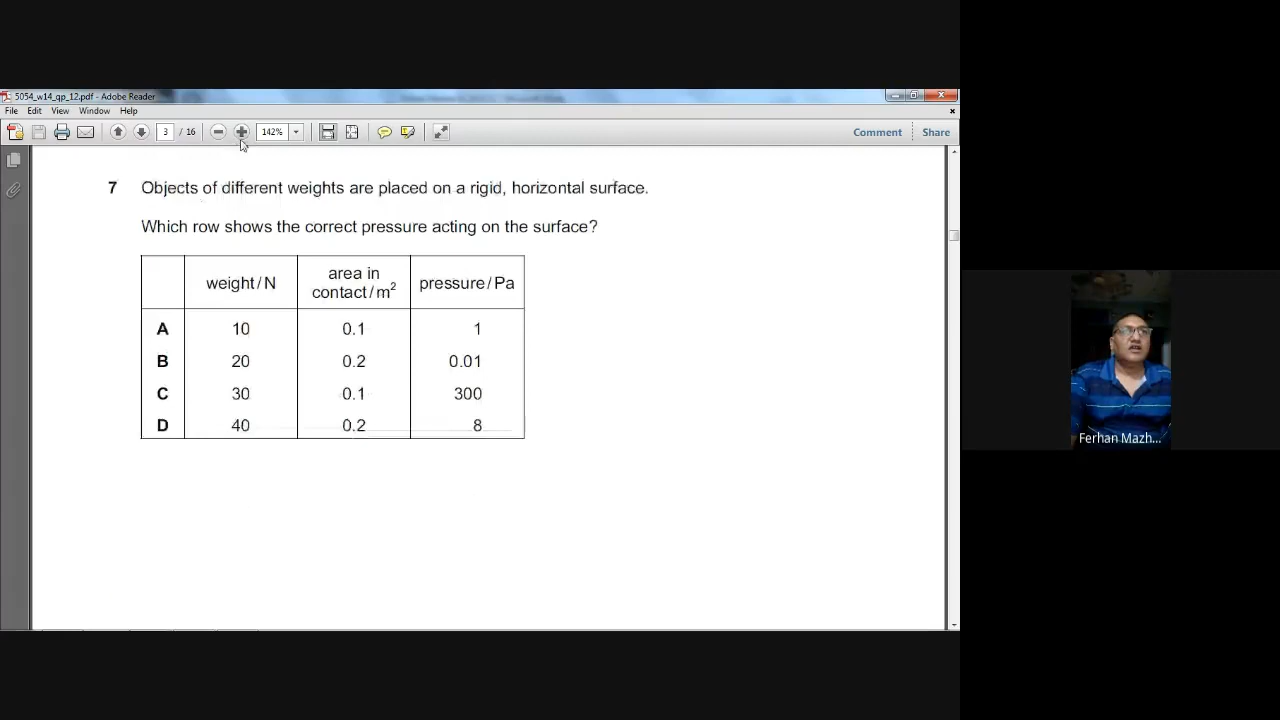 5054_w14_qp_12.pdf - Adobe Reader
File Edit View Window Help
3 / 16 142% Comment Share
7 Objects of different weights are placed on a rigid, horizontal surface.
Which row shows the correct pressure acting on the surface?
weight / N area in contact / m² pressure / Pa
A 10 0.1 1
B 20 0.2 0.01
C 30 0.1 300
D 40 0.2 8
Ferhan Mazh...